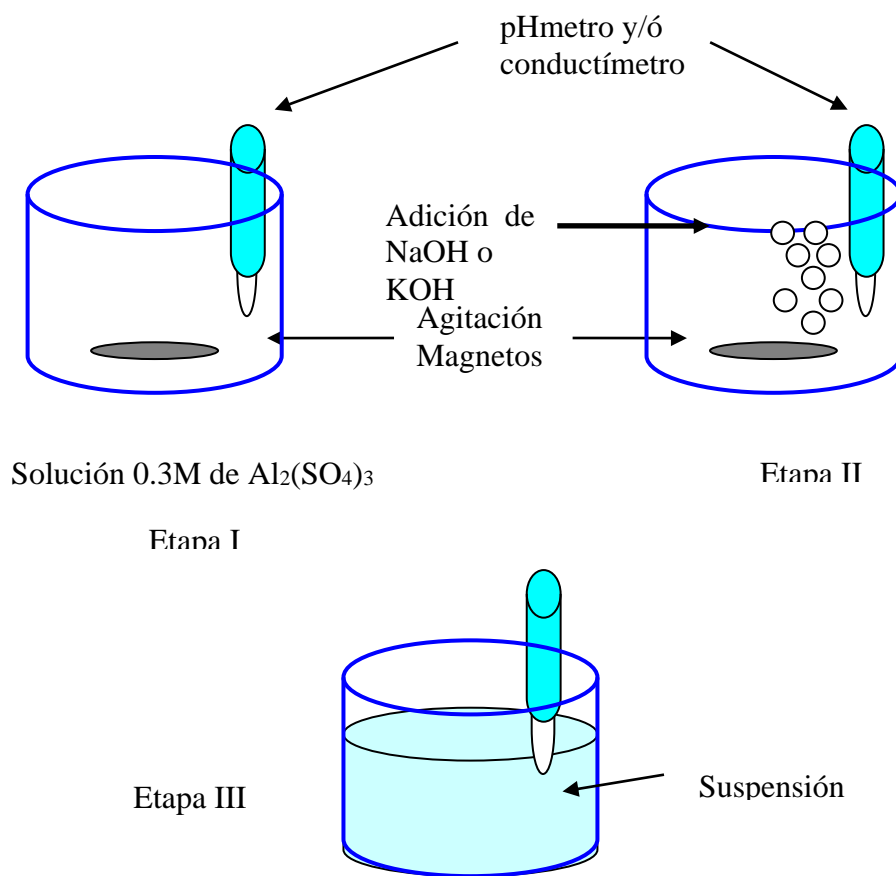 pHmetro y/ó
conductímetro
Adición de
NaOH o
KOH
Agitación
Magnetos
Solución 0.3M de Al₂(SO₄)₃
Etapa II
Etapa I
Etapa III
Suspensión